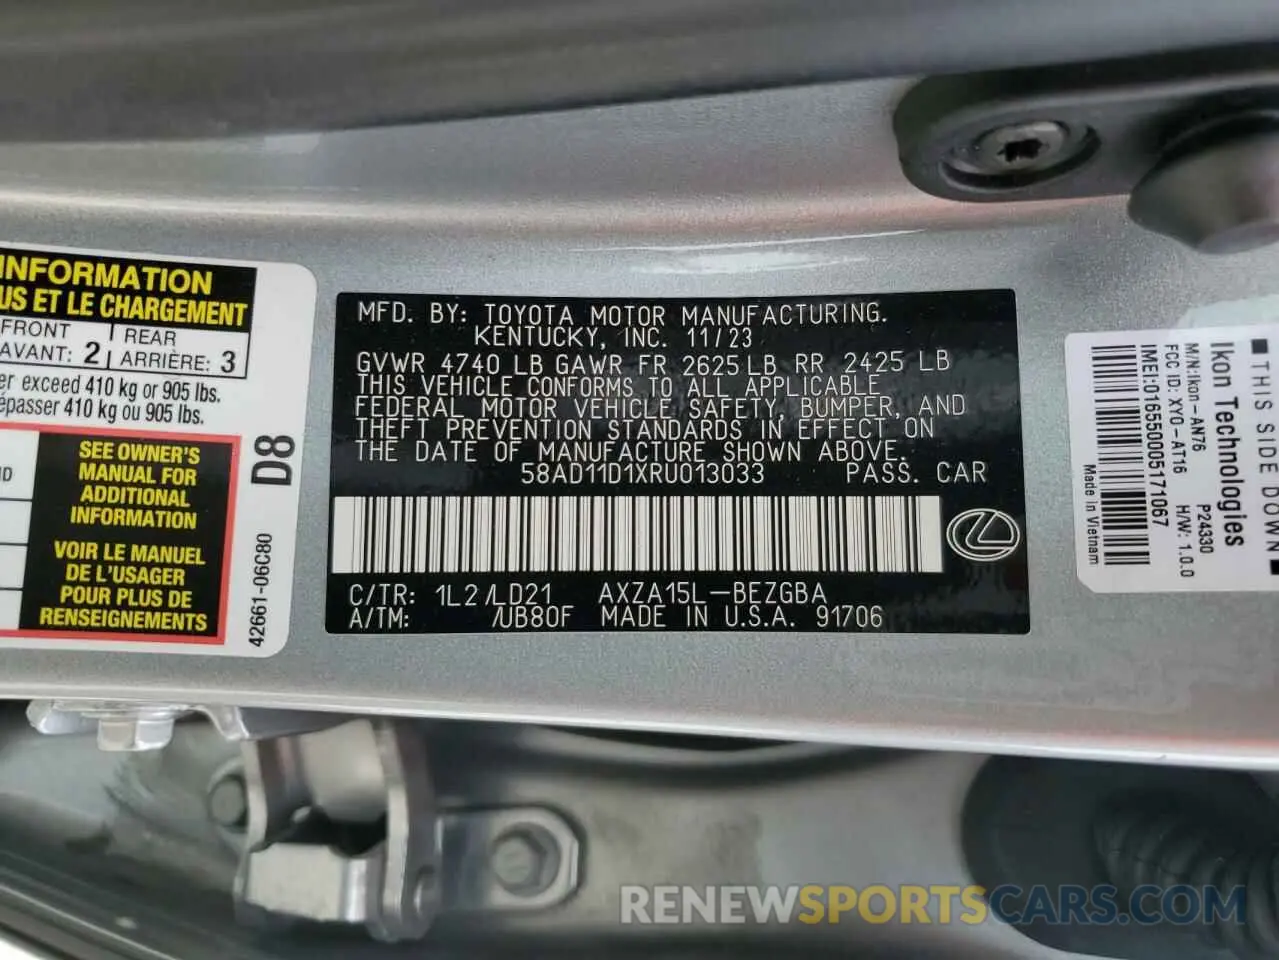 INFORMATION
US ET LE CHARGEMENT
FRONT
AVANT: 2
REAR
ARRIÈRE: 3
er exceed 410 kg or 905 lbs.
épasser 410 kg ou 905 lbs.
SEE OWNER'S
MANUAL FOR
ADDITIONAL
INFORMATION
VOIR LE MANUEL
DE L'USAGER
POUR PLUS DE
RENSEIGNEMENTS
D8
42661-06C80
MFD. BY: TOYOTA MOTOR MANUFACTURING.
KENTUCKY, INC. 11/23
GVWR 4740 LB GAWR FR 2625 LB RR 2425 LB
THIS VEHICLE CONFORMS TO ALL APPLICABLE
FEDERAL MOTOR VEHICLE SAFETY, BUMPER, AND
THEFT PREVENTION STANDARDS IN EFFECT ON
THE DATE OF MANUFACTURE SHOWN ABOVE.
58AD11D1XRU013033 PASS. CAR
C/TR: 1L2/LD21 AXZA15L-BEZGBA
A/TM: /UB80F MADE IN U.S.A. 91706
THIS SIDE DOWN
Ikon Technologies
M/N: Ikon-AN76 P24330
FCC ID: XYO-AT16 H/W: 1.0.0
IMEI:016550005171067
Made in Vietnam
RENEWSPORTSCARS.COM